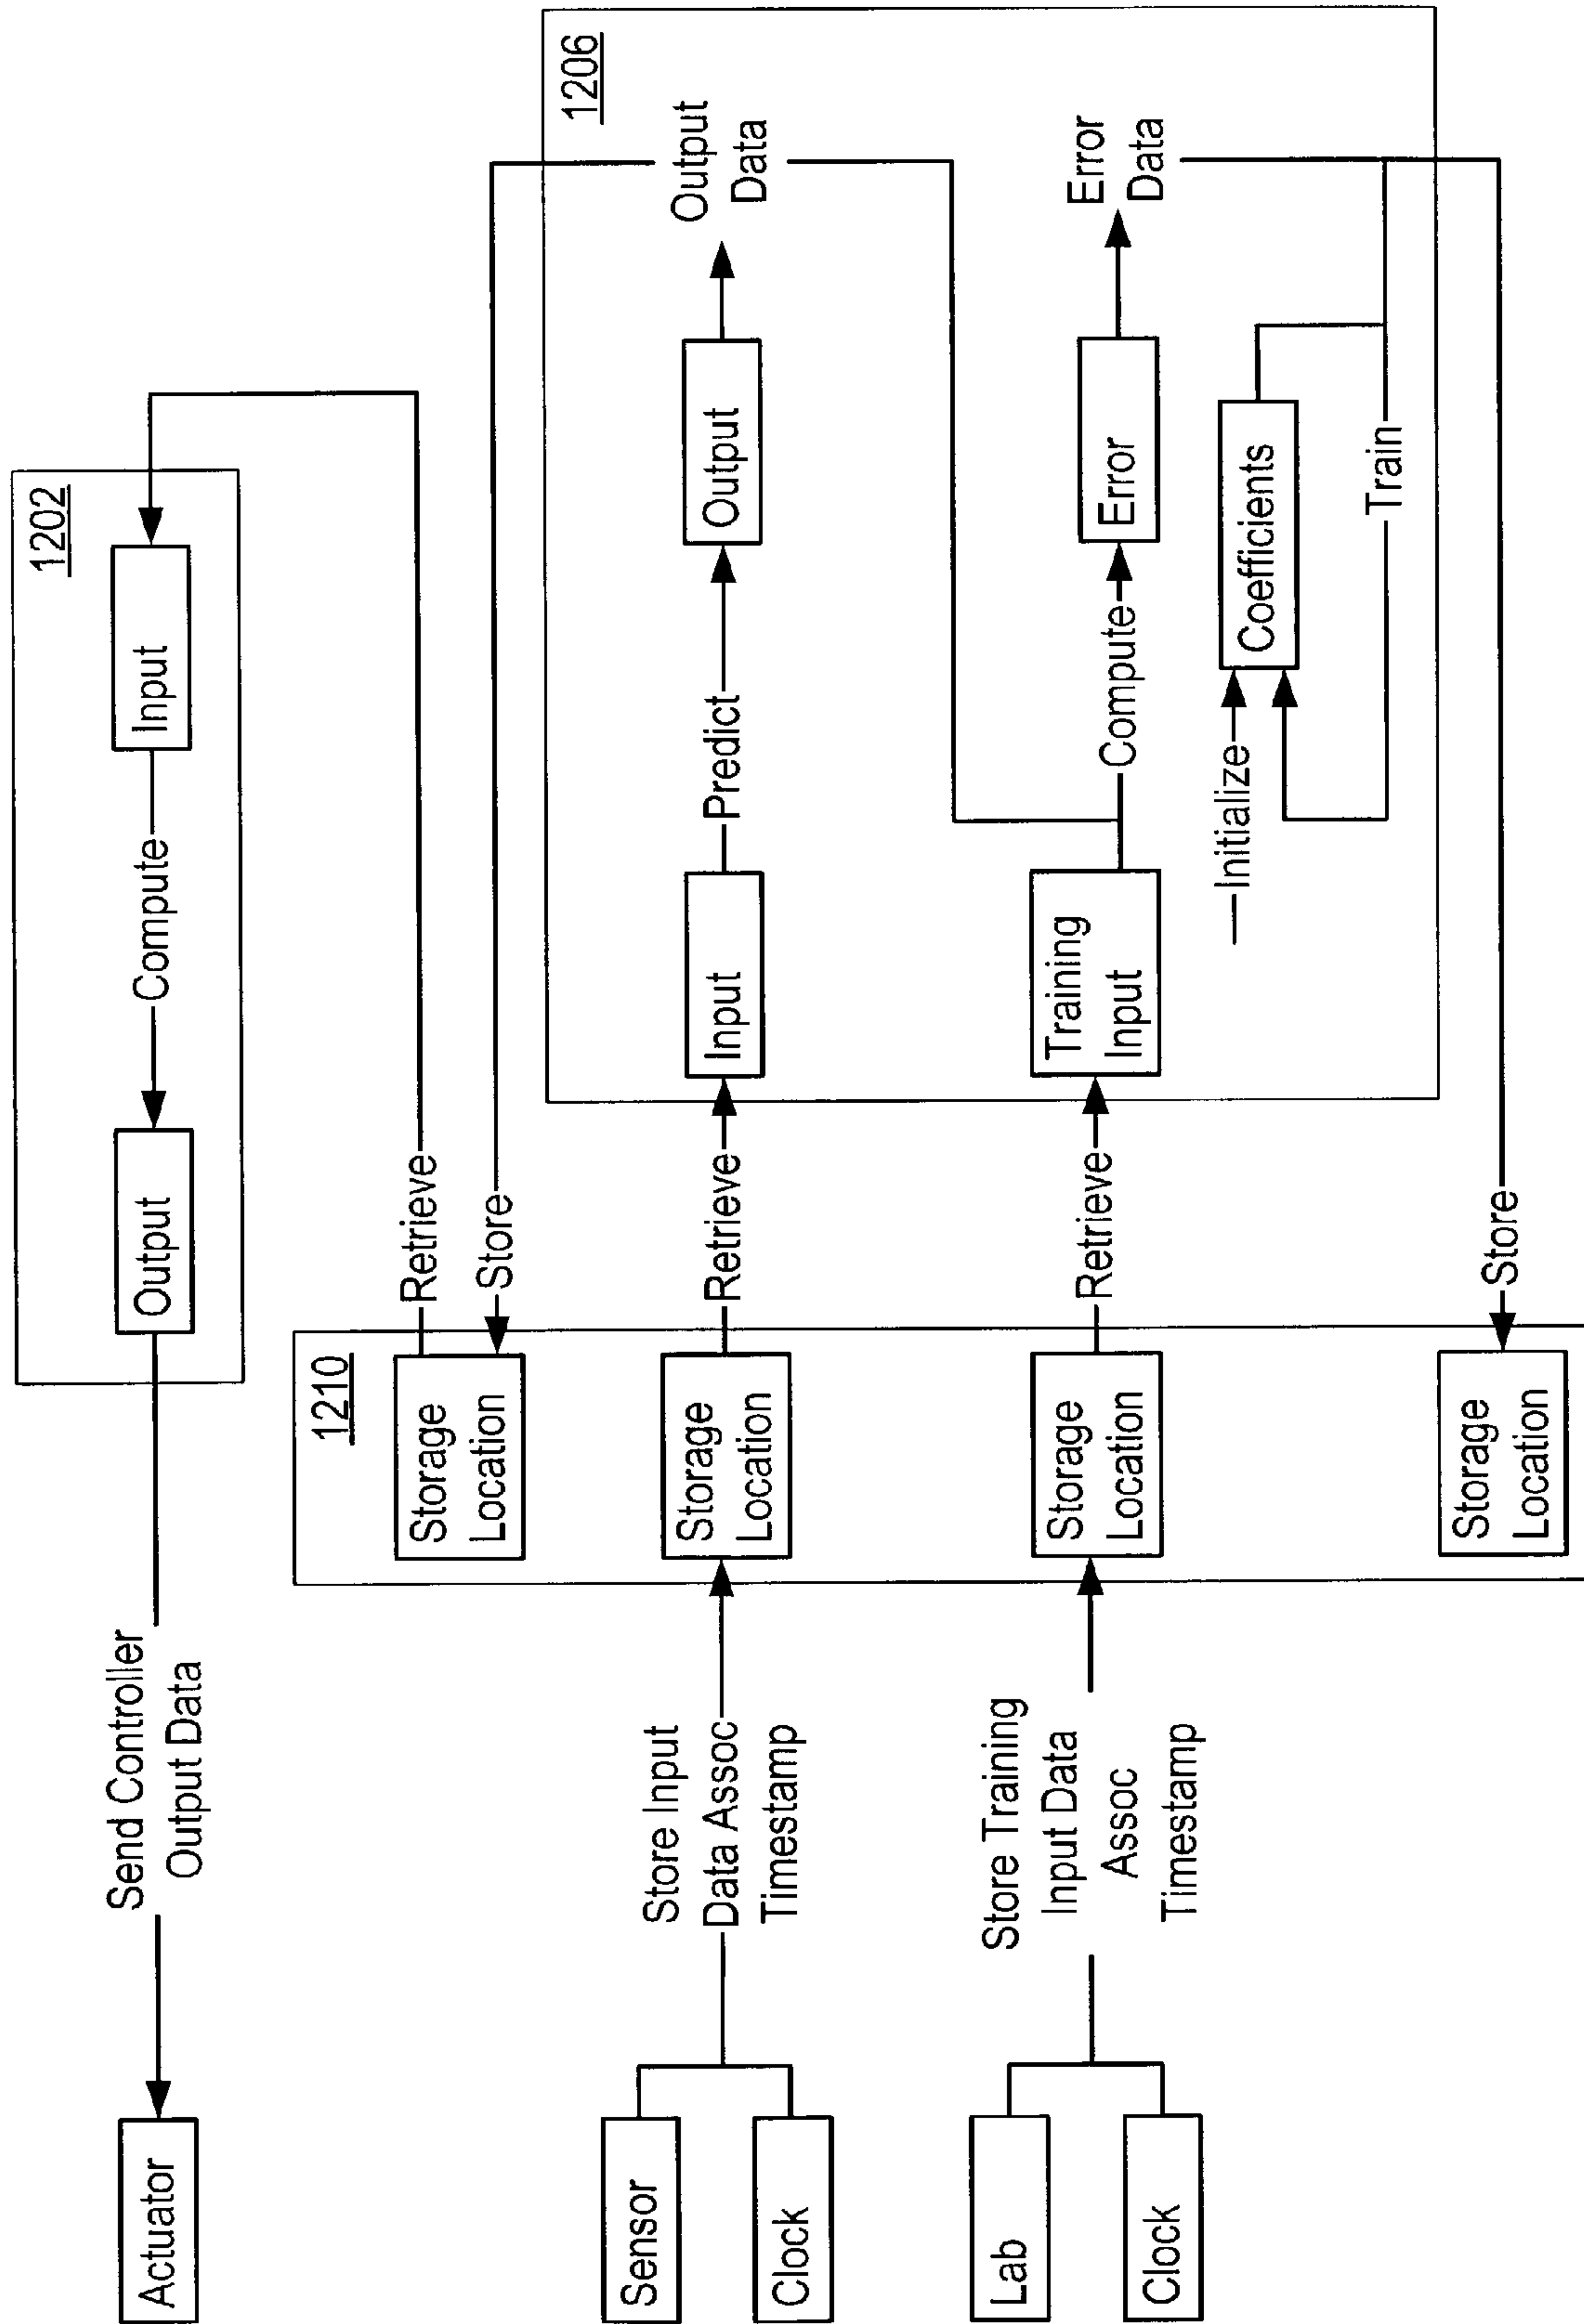 1202
Actuator
Send Controller
Output Data
Output
Compute
Input
1210
Storage
Location
Retrieve
Store
1206
Sensor
Clock
Store Input
Data Assoc
Timestamp
Storage
Location
Retrieve
Input
Predict
Output
Output
Data
Lab
Clock
Store Training
Input Data
Assoc
Timestamp
Storage
Location
Retrieve
Training
Input
Compute
Error
Error
Data
Initialize
Coefficients
Train
Storage
Location
Store